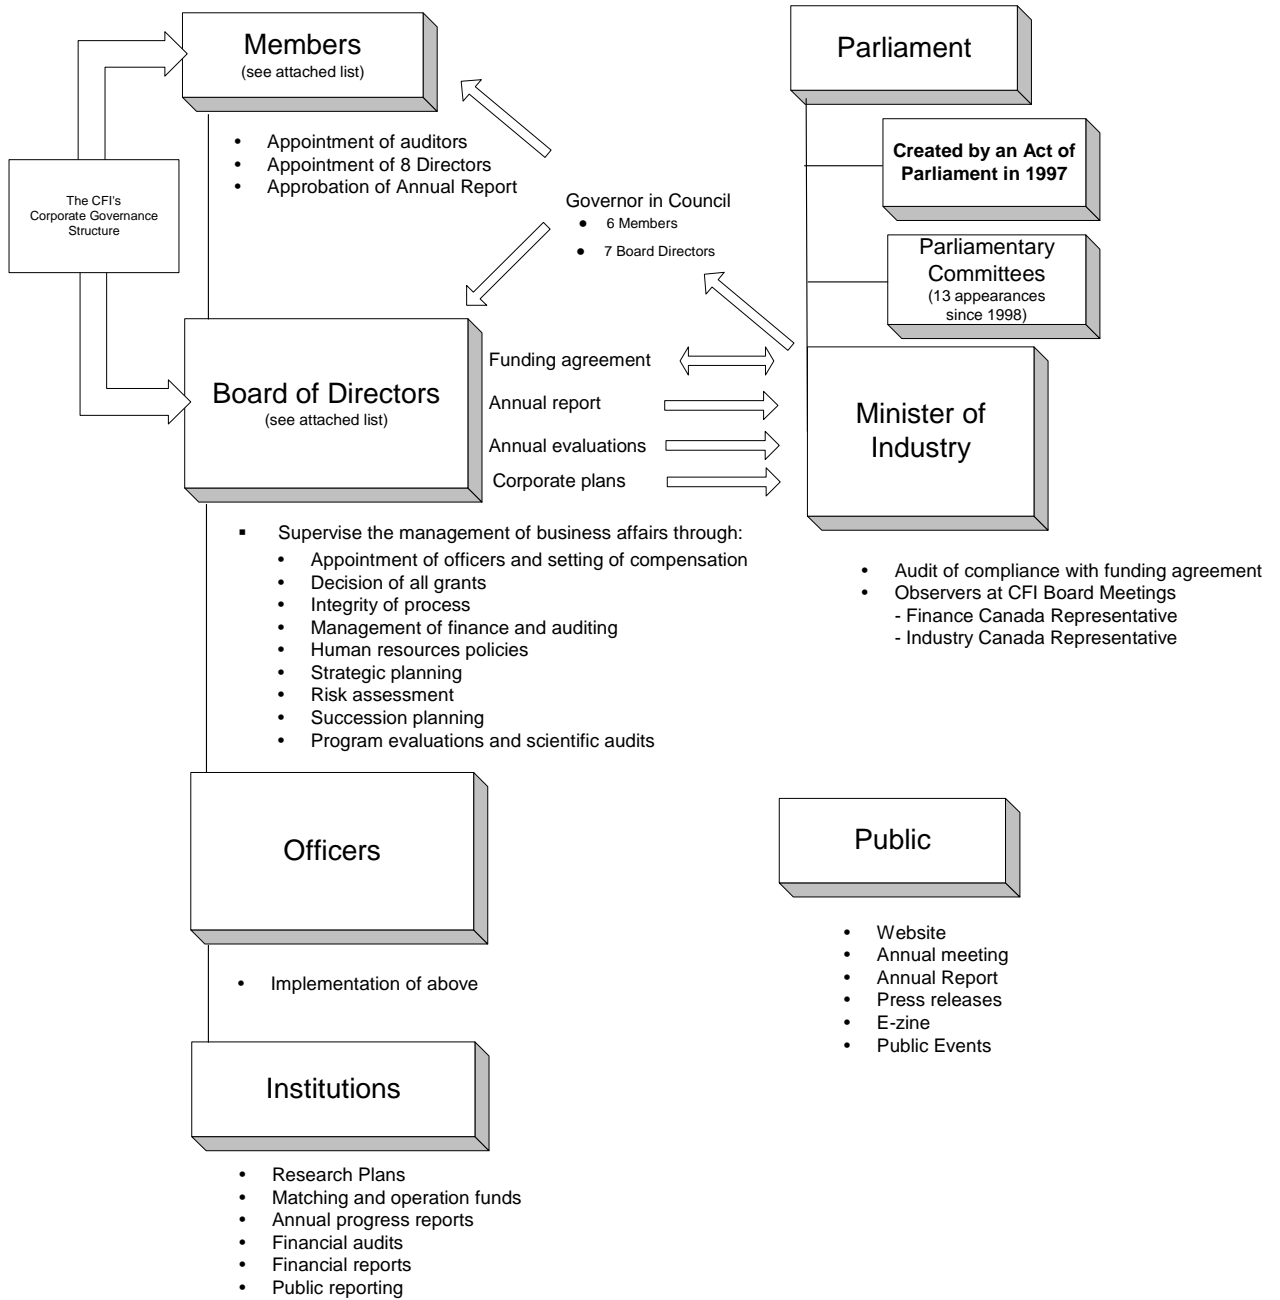 Members
(see attached list)
• Appointment of auditors
• Appointment of 8 Directors
• Approbation of Annual Report
The CFI's
Corporate Governance
Structure
Governor in Council
• 6 Members
• 7 Board Directors
Parliament
Created by an Act of
Parliament in 1997
Parliamentary
Committees
(13 appearances
since 1998)
Board of Directors
(see attached list)
Funding agreement
Annual report
Annual evaluations
Corporate plans
Minister of
Industry
▪ Supervise the management of business affairs through:
• Appointment of officers and setting of compensation
• Decision of all grants
• Integrity of process
• Management of finance and auditing
• Human resources policies
• Strategic planning
• Risk assessment
• Succession planning
• Program evaluations and scientific audits
• Audit of compliance with funding agreement
• Observers at CFI Board Meetings
- Finance Canada Representative
- Industry Canada Representative
Officers
• Implementation of above
Public
• Website
• Annual meeting
• Annual Report
• Press releases
• E-zine
• Public Events
Institutions
• Research Plans
• Matching and operation funds
• Annual progress reports
• Financial audits
• Financial reports
• Public reporting